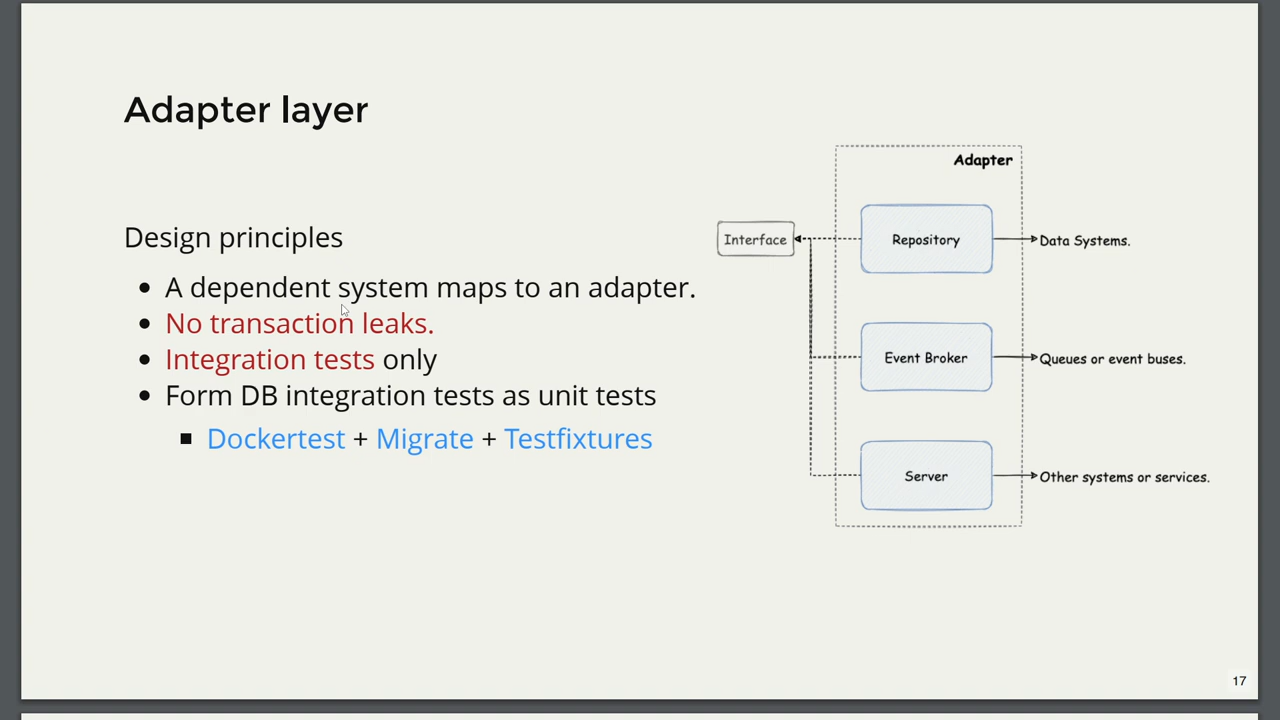 Adapter layer
Design principles
A dependent system maps to an adapter.
No transaction leaks.
Integration tests only
Form DB integration tests as unit tests
Dockertest + Migrate + Testfixtures
Adapter
Interface
Repository
Data Systems.
Event Broker
Queues or event buses.
Server
Other systems or services.
17